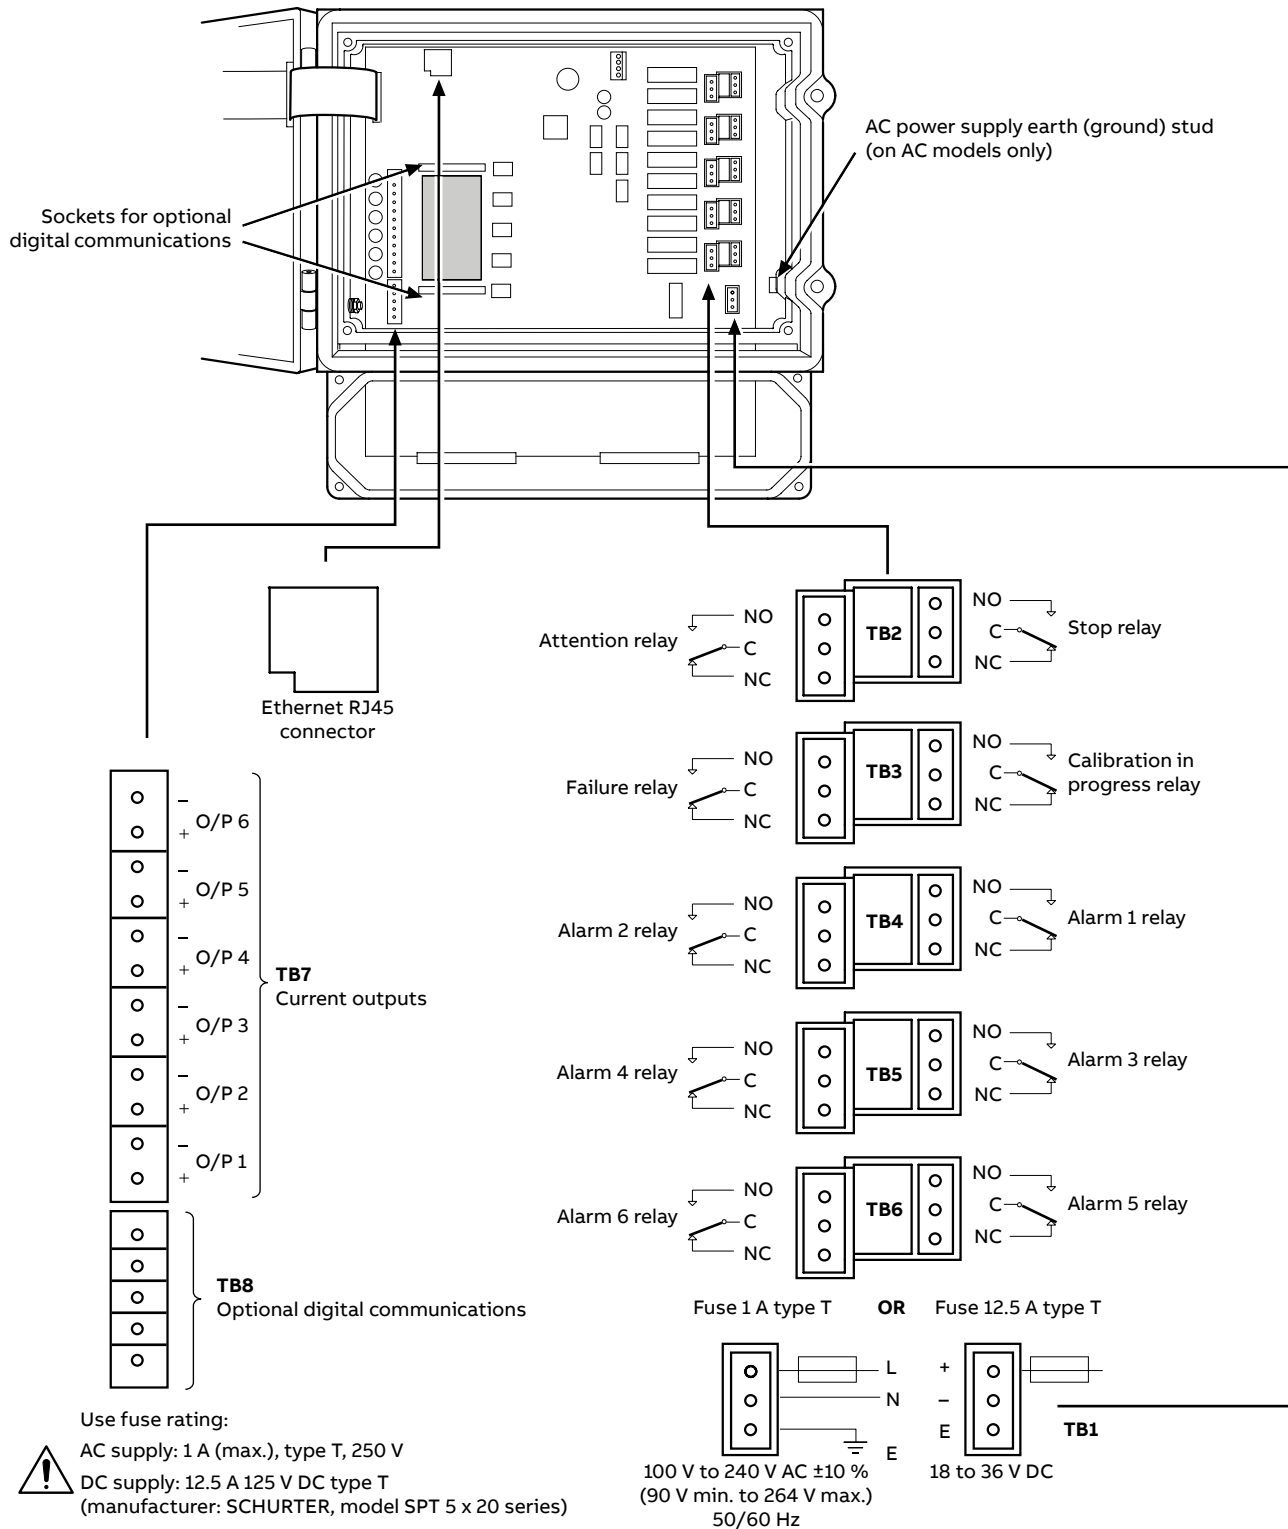 AC power supply earth (ground) stud
(on AC models only)
Sockets for optional
digital communications
Ethernet RJ45
connector
– O/P 6 +
– O/P 5 +
– O/P 4 +
– O/P 3 +
– O/P 2 +
– O/P 1 +
TB7
Current outputs
TB8
Optional digital communications
Attention relay
NO
C
NC
TB2
NO
C
NC
Stop relay
Failure relay
NO
C
NC
TB3
NO
C
NC
Calibration in
progress relay
Alarm 2 relay
NO
C
NC
TB4
NO
C
NC
Alarm 1 relay
Alarm 4 relay
NO
C
NC
TB5
NO
C
NC
Alarm 3 relay
Alarm 6 relay
NO
C
NC
TB6
NO
C
NC
Alarm 5 relay
Fuse 1 A type T OR Fuse 12.5 A type T
L
N
E
100 V to 240 V AC ±10 %
(90 V min. to 264 V max.)
50/60 Hz
+
–
E
TB1
18 to 36 V DC
Use fuse rating:
AC supply: 1 A (max.), type T, 250 V
DC supply: 12.5 A 125 V DC type T
(manufacturer: SCHURTER, model SPT 5 x 20 series)